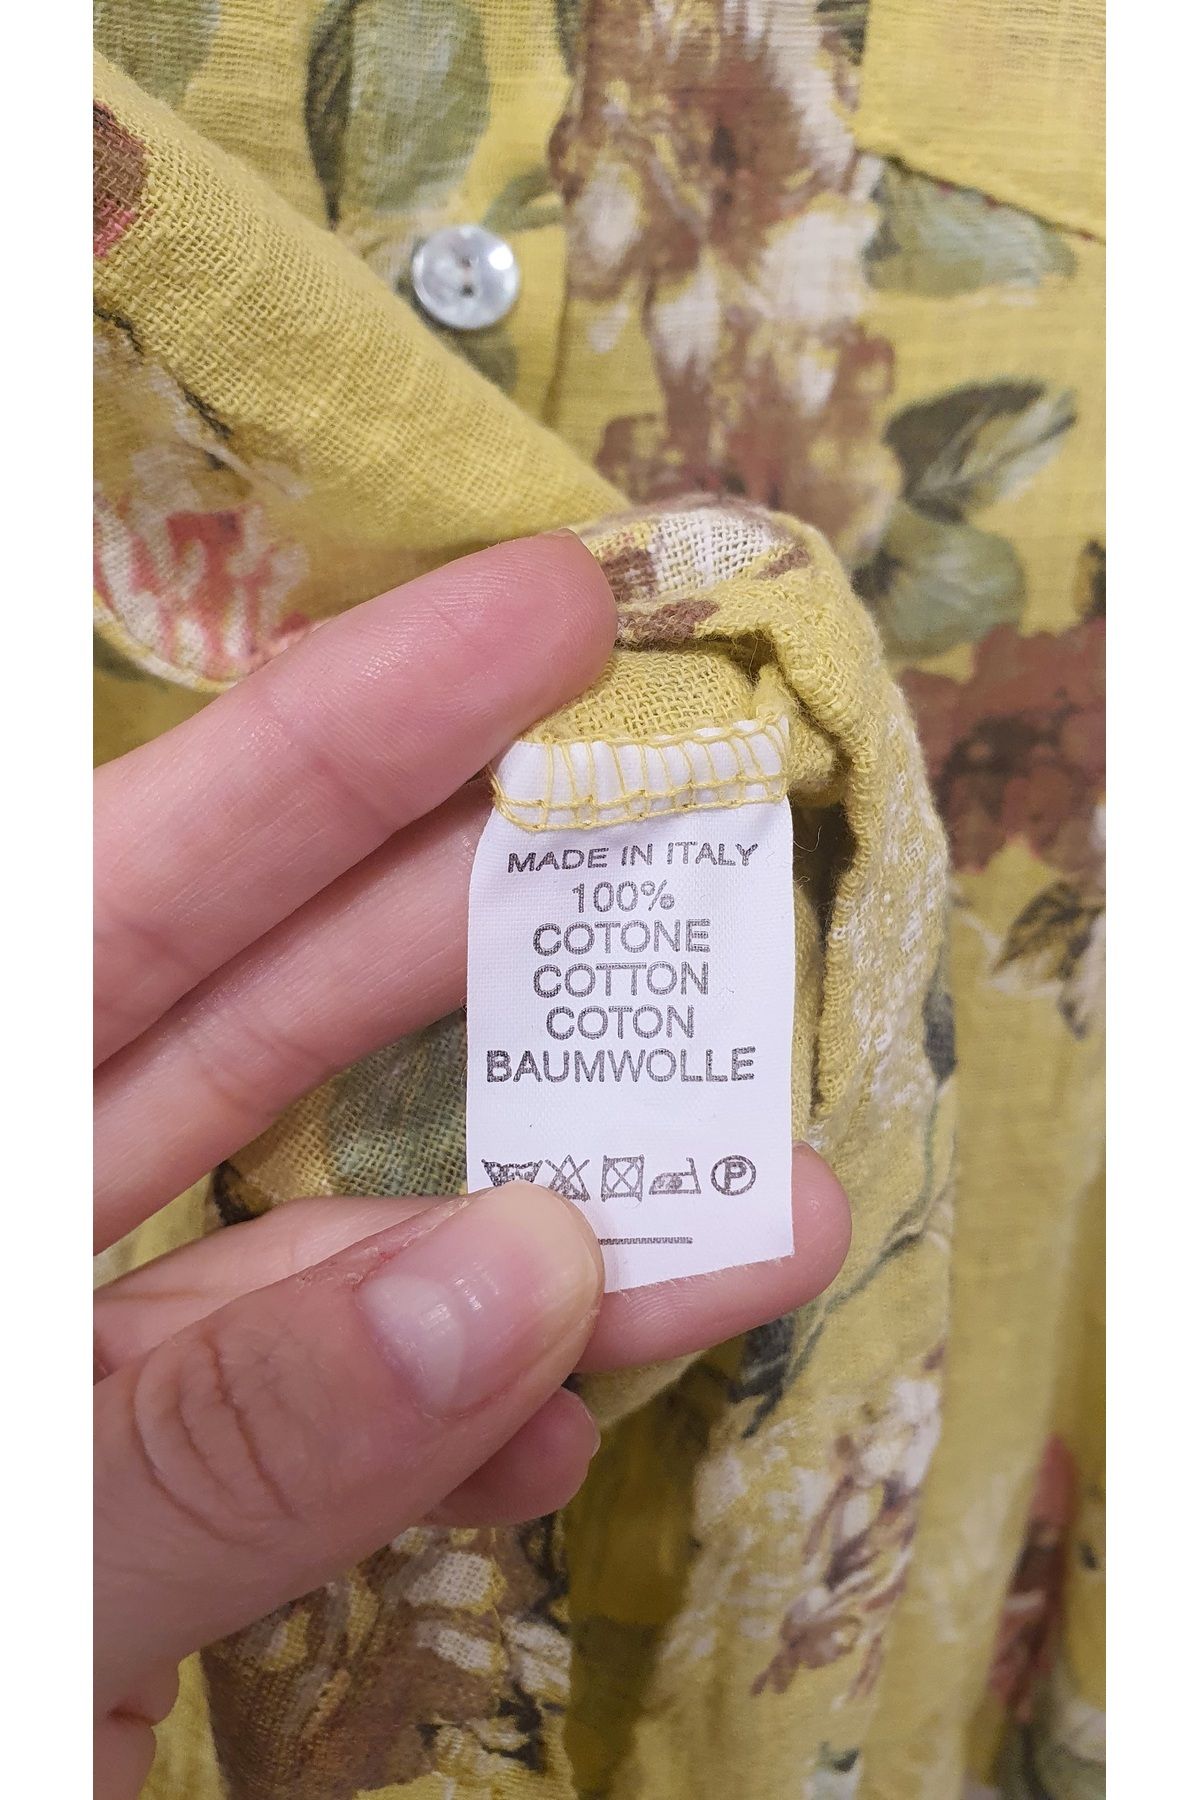 MADE IN ITALY
100%
COTONE
COTTON
COTON
BAUMWOLLE
P